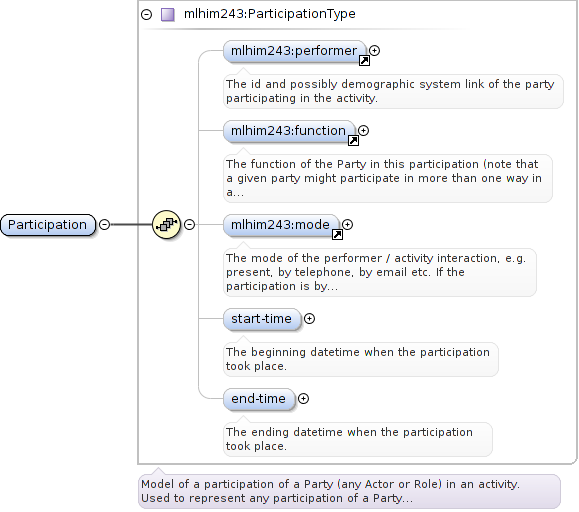 mlhim243:ParticipationType
mlhim243:performer
The id and possibly demographic system link of the party
participating in the activity.
mlhim243:function
The function of the Party in this participation (note that
a given party might participate in more than one way in
a...
Participation
mlhim243:mode
The mode of the performer / activity interaction, e.g.
present, by telephone, by email etc. If the
participation is by...
start-time
The beginning datetime when the participation
took place.
end-time
The ending datetime when the participation
took place.
Model of a participation of a Party (any Actor or Role) in an activity.
Used to represent any participation of a Party...